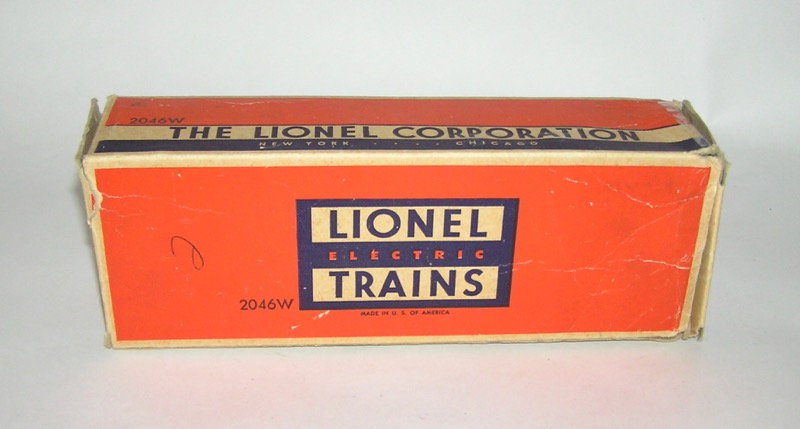 2046W
THE LIONEL CORPORATION
NEW YORK . . . . CHICAGO
LIONEL
ELECTRIC
TRAINS
2046W
MADE IN U. S. OF AMERICA